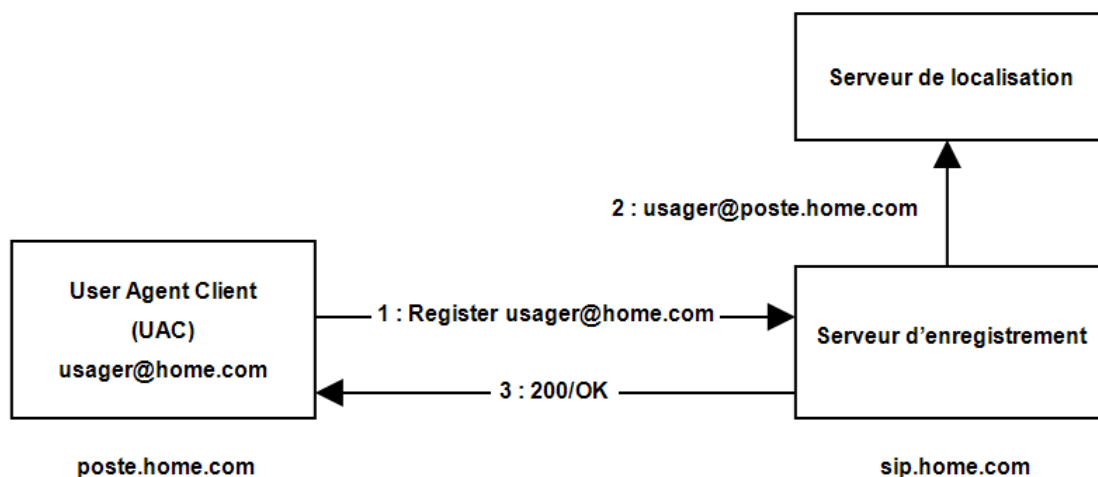 Serveur de localisation
2 : usager@poste.home.com
User Agent Client
(UAC)
usager@home.com
1 : Register usager@home.com
Serveur d’enregistrement
3 : 200/OK
poste.home.com
sip.home.com